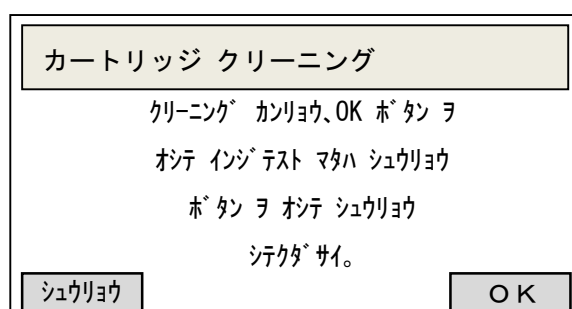 カートリッジ クリーニング
ｸﾘｰﾆﾝｸﾞ ｶﾝﾘｮｳ､OK ﾎﾞﾀﾝ ｦ
ｵｼﾃ ｲﾝｼﾞﾃｽﾄ ﾏﾀﾊ ｼｭｳﾘｮｳ
ﾎﾞﾀﾝ ｦ ｵｼﾃ ｼｭｳﾘｮｳ
ｼﾃｸﾀﾞｻｲ｡
ｼｭｳﾘｮｳ
ＯＫ